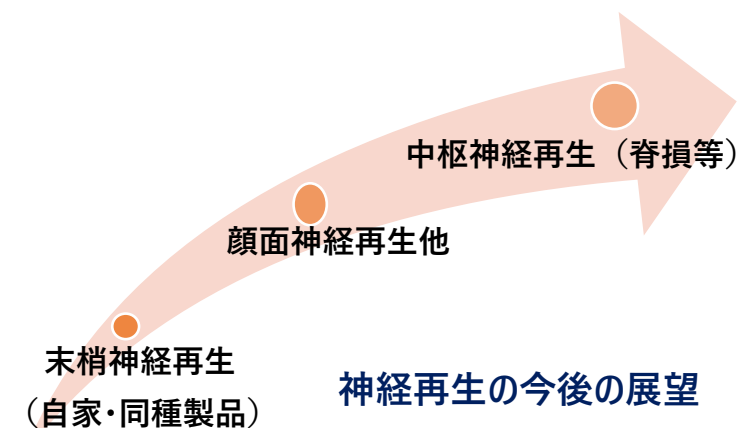 中枢神経再生（脊損等）
顔面神経再生他
末梢神経再生
（自家・同種製品）
神経再生の今後の展望